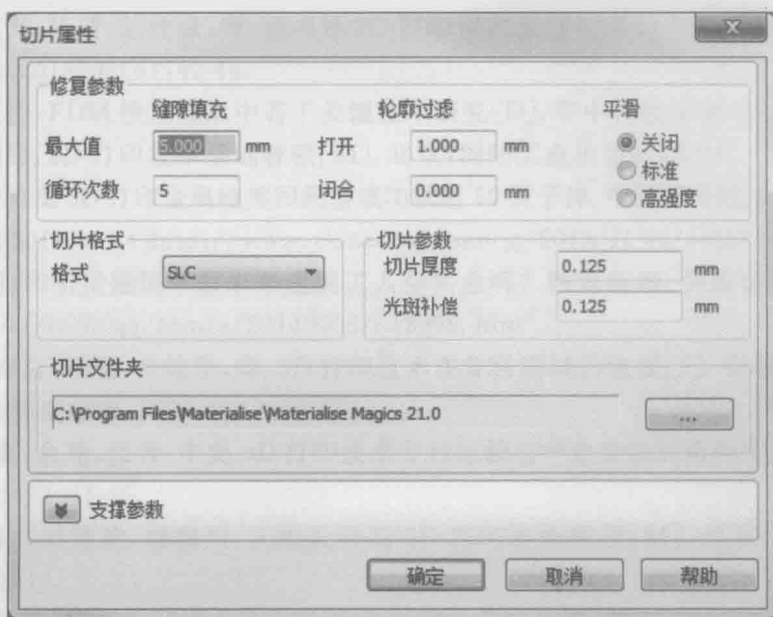 切片属性
修复参数
缝隙填充 轮廓过滤 平滑
最大值 5.000 mm 打开 1.000 mm 关闭
循环次数 5 闭合 0.000 mm 标准
高强度
切片格式 切片参数
格式 SLC 切片厚度 0.125 mm
光斑补偿 0.125 mm
切片文件夹
C:\Program Files\Materialise\Materialise Magics 21.0
...
支撑参数
确定 取消 帮助